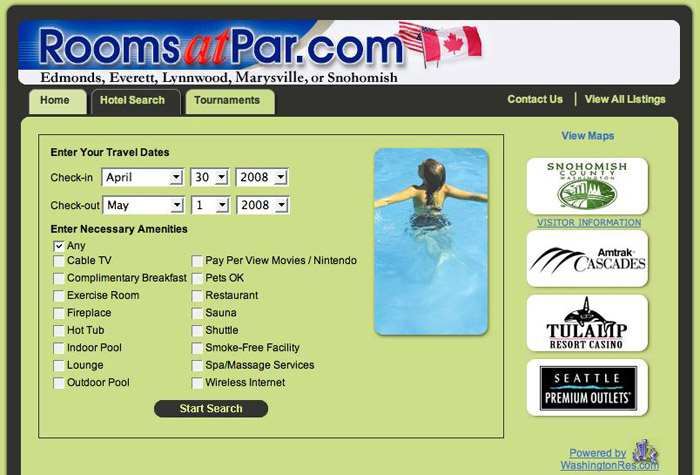 RoomsatPar.com
Edmonds, Everett, Lynnwood, Marysville, or Snohomish
Home Hotel Search Tournaments Contact Us | View All Listings
Enter Your Travel Dates
Check-in April 30 2008
Check-out May 1 2008
Enter Necessary Amenities
Any
Cable TV Pay Per View Movies / Nintendo
Complimentary Breakfast Pets OK
Exercise Room Restaurant
Fireplace Sauna
Hot Tub Shuttle
Indoor Pool Smoke-Free Facility
Lounge Spa/Massage Services
Outdoor Pool Wireless Internet
Start Search
View Maps
SNOHOMISH
COUNTY
WASHINGTON
VISITOR INFORMATION
Amtrak
CASCADES
TULALIP
RESORT CASINO
SEATTLE
PREMIUM OUTLETS
Powered by
WashingtonRes.com